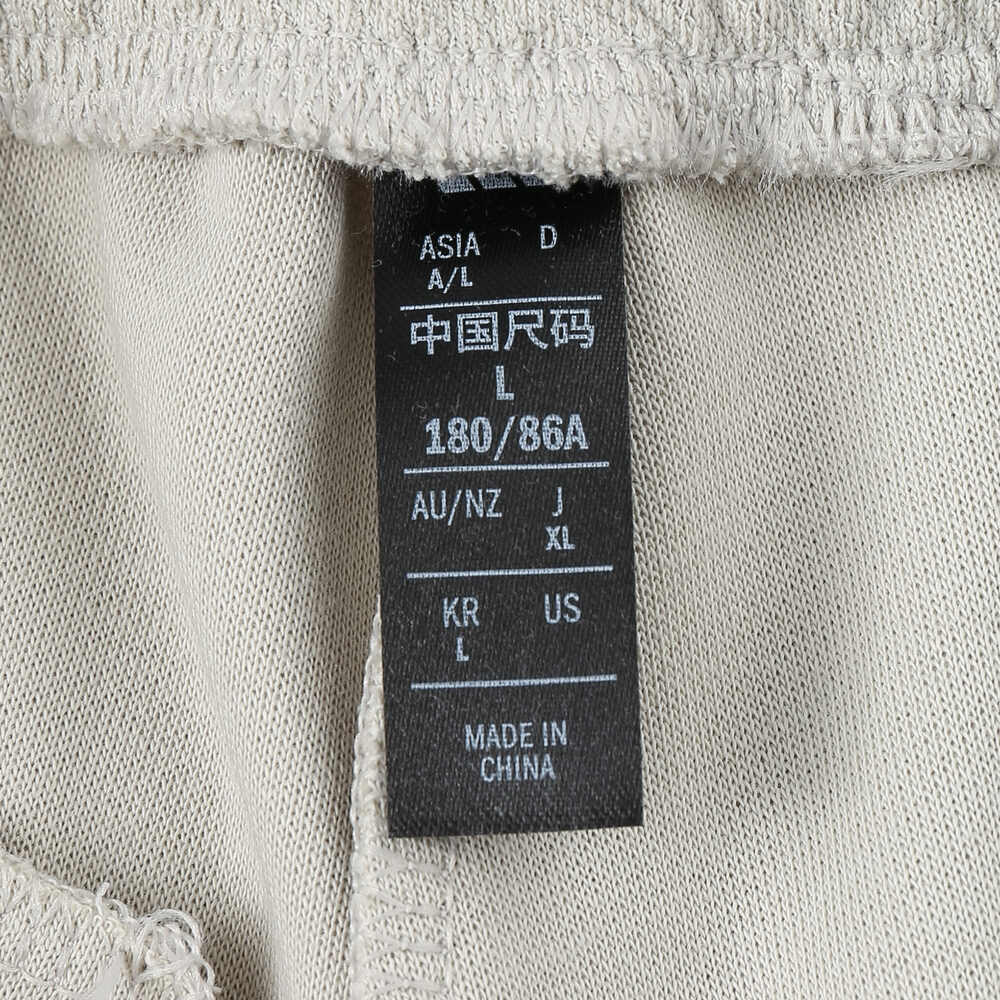 ASIA D
A/L
中国尺码
L
180/86A
AU/NZ J
XL
KR US
L
MADE IN
CHINA